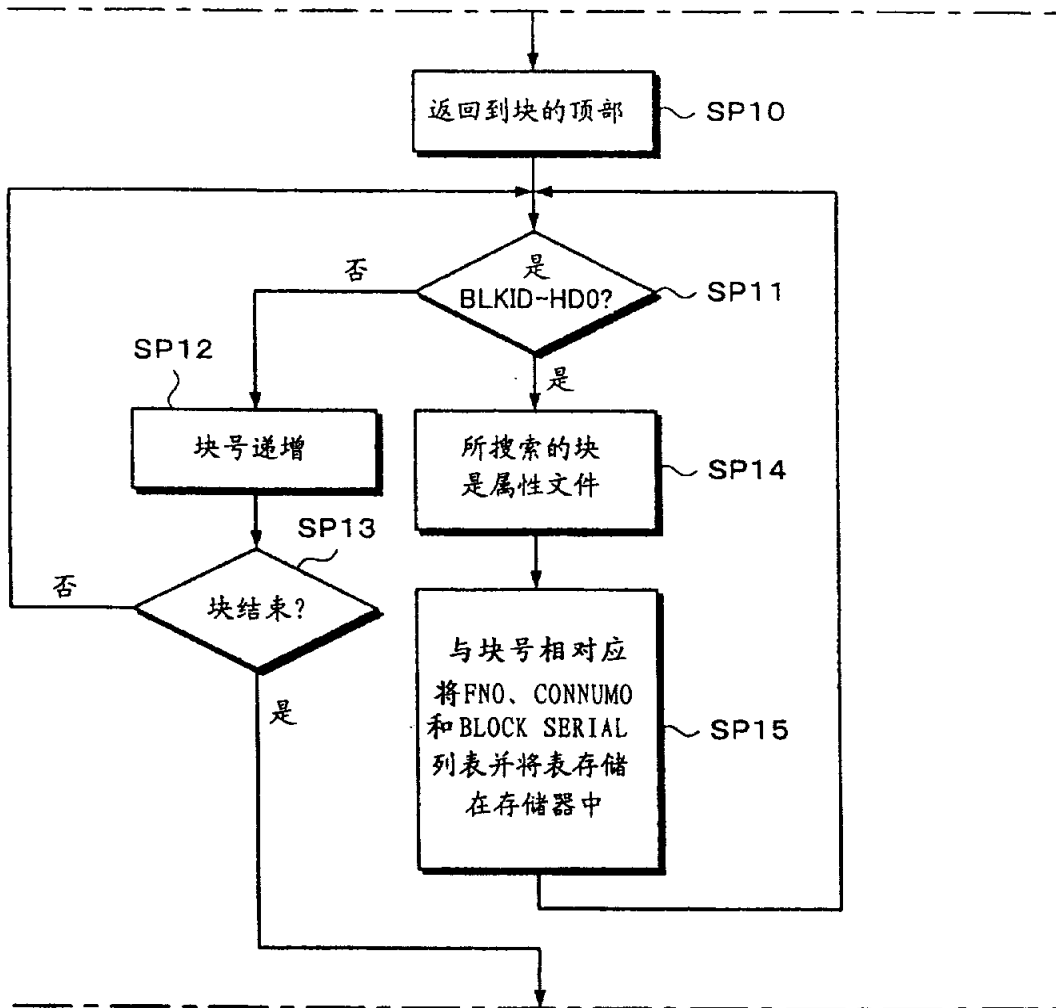 返回到块的顶部
SP10
是
BLKID~HD0?
SP11
否
是
SP12
块号递增
所搜索的块
是属性文件
SP14
SP13
块结束?
否
是
与块号相对应
将FNO、CONNUMO
和BLOCK SERIAL
列表并将表存储
在存储器中
SP15